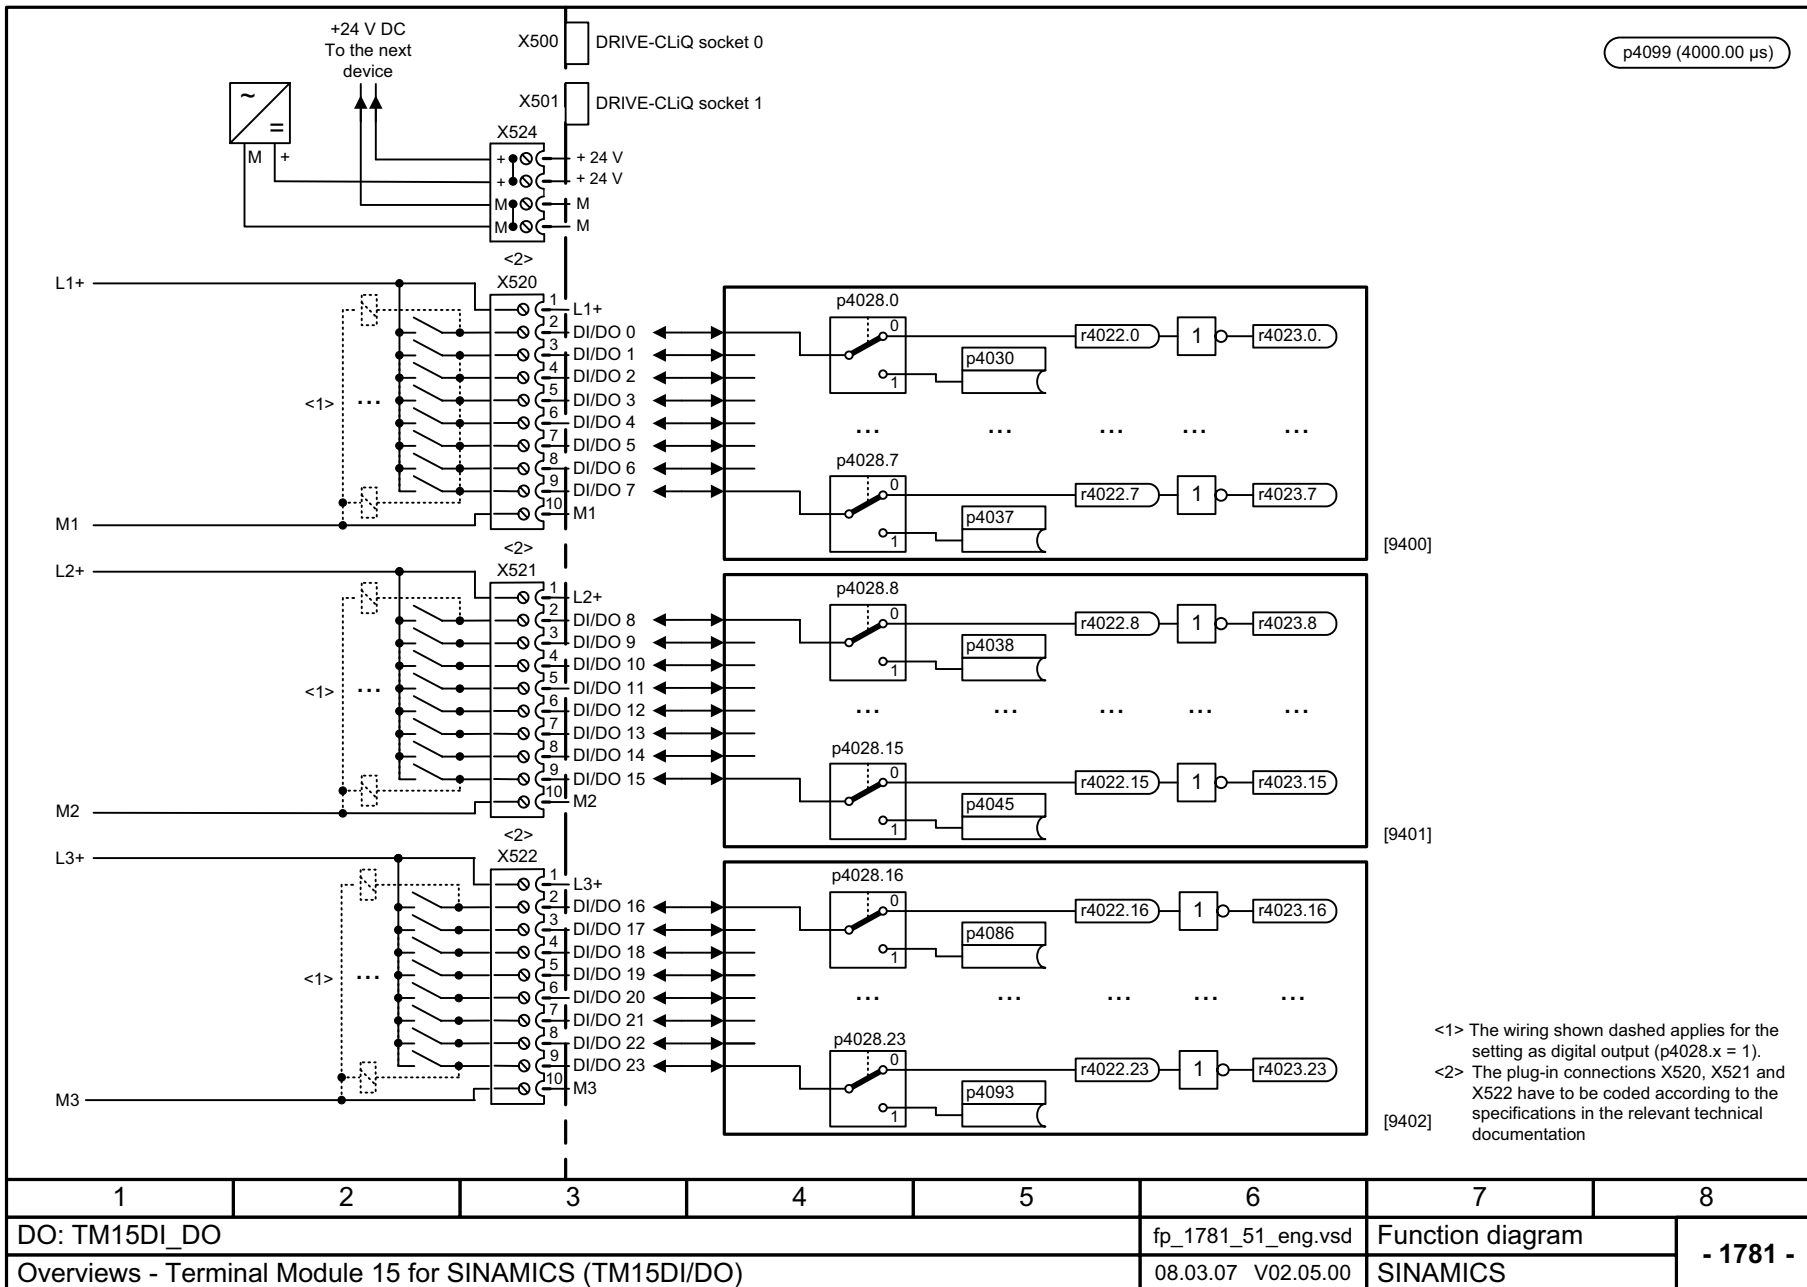 +24 V DC
To the next
device
X500 DRIVE-CLiQ socket 0
p4099 (4000.00 µs)
X501 DRIVE-CLiQ socket 1
~
=
M +
X524
+ + 24 V
+ + 24 V
M M
M M
<2>
X520
L1+
1 L1+
2 DI/DO 0
3 DI/DO 1
4 DI/DO 2
5 DI/DO 3
6 DI/DO 4
7 DI/DO 5
8 DI/DO 6
9 DI/DO 7
10 M1
<1> ...
M1
p4028.0
0
1
p4030
r4022.0 1 r4023.0.
... ... ... ... ...
p4028.7
0
1
p4037
r4022.7 1 r4023.7
[9400]
<2>
X521
L2+
1 L2+
2 DI/DO 8
3 DI/DO 9
4 DI/DO 10
5 DI/DO 11
6 DI/DO 12
7 DI/DO 13
8 DI/DO 14
9 DI/DO 15
10 M2
<1> ...
M2
p4028.8
0
1
p4038
r4022.8 1 r4023.8
... ... ... ... ...
p4028.15
0
1
p4045
r4022.15 1 r4023.15
[9401]
<2>
X522
L3+
1 L3+
2 DI/DO 16
3 DI/DO 17
4 DI/DO 18
5 DI/DO 19
6 DI/DO 20
7 DI/DO 21
8 DI/DO 22
9 DI/DO 23
10 M3
<1> ...
M3
p4028.16
0
1
p4086
r4022.16 1 r4023.16
... ... ... ... ...
p4028.23
0
1
p4093
r4022.23 1 r4023.23
[9402]
<1> The wiring shown dashed applies for the
setting as digital output (p4028.x = 1).
<2> The plug-in connections X520, X521 and
X522 have to be coded according to the
specifications in the relevant technical
documentation
1 2 3 4 5 6 7 8
DO: TM15DI_DO fp_1781_51_eng.vsd Function diagram - 1781 -
Overviews - Terminal Module 15 for SINAMICS (TM15DI/DO) 08.03.07 V02.05.00 SINAMICS